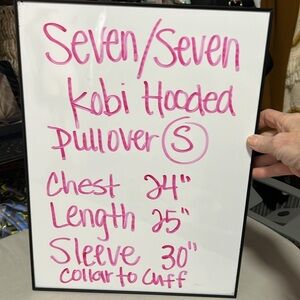 Seven/Seven
Kobi Hooded
Pullover S
Chest 24"
Length 25"
Sleeve 30"
Collar to Cuff